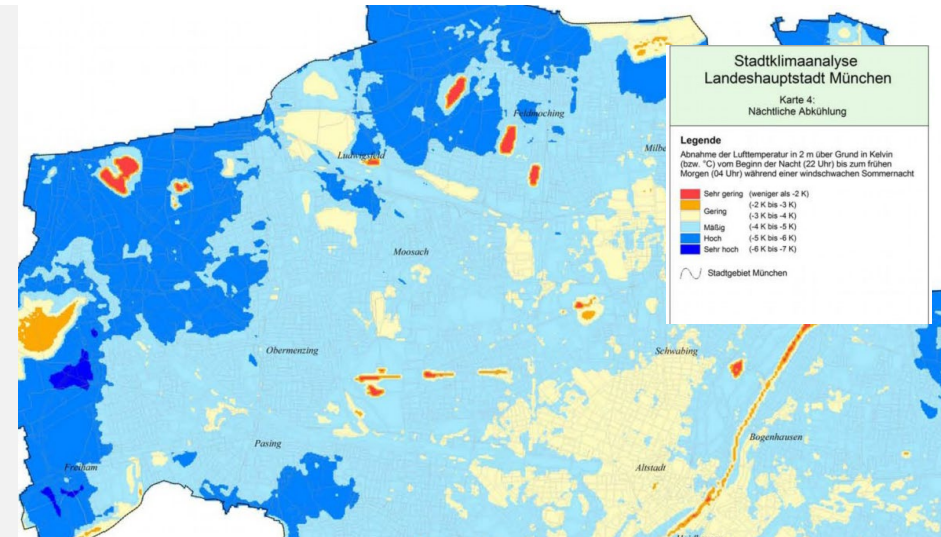 Stadtklimaanalyse
Landeshauptstadt München
Karte 4:
Nächtliche Abkühlung
Legende
Abnahme der Lufttemperatur in 2 m über Grund in Kelvin
(bzw. °C) vom Beginn der Nacht (22 Uhr) bis zum frühen
Morgen (04 Uhr) während einer windschwachen Sommernacht
Sehr gering (weniger als -2 K)
(-2 K bis -3 K)
Gering
(-3 K bis -4 K)
Mäßig (-4 K bis -5 K)
Hoch (-5 K bis -6 K)
Sehr hoch (-6 K bis -7 K)
Stadtgebiet München
Feldmoching
Ludwigsfeld
Milbe
Moosach
Obermenzing
Schwabing
Pasing
Bogenhausen
Freiham
Altstadt